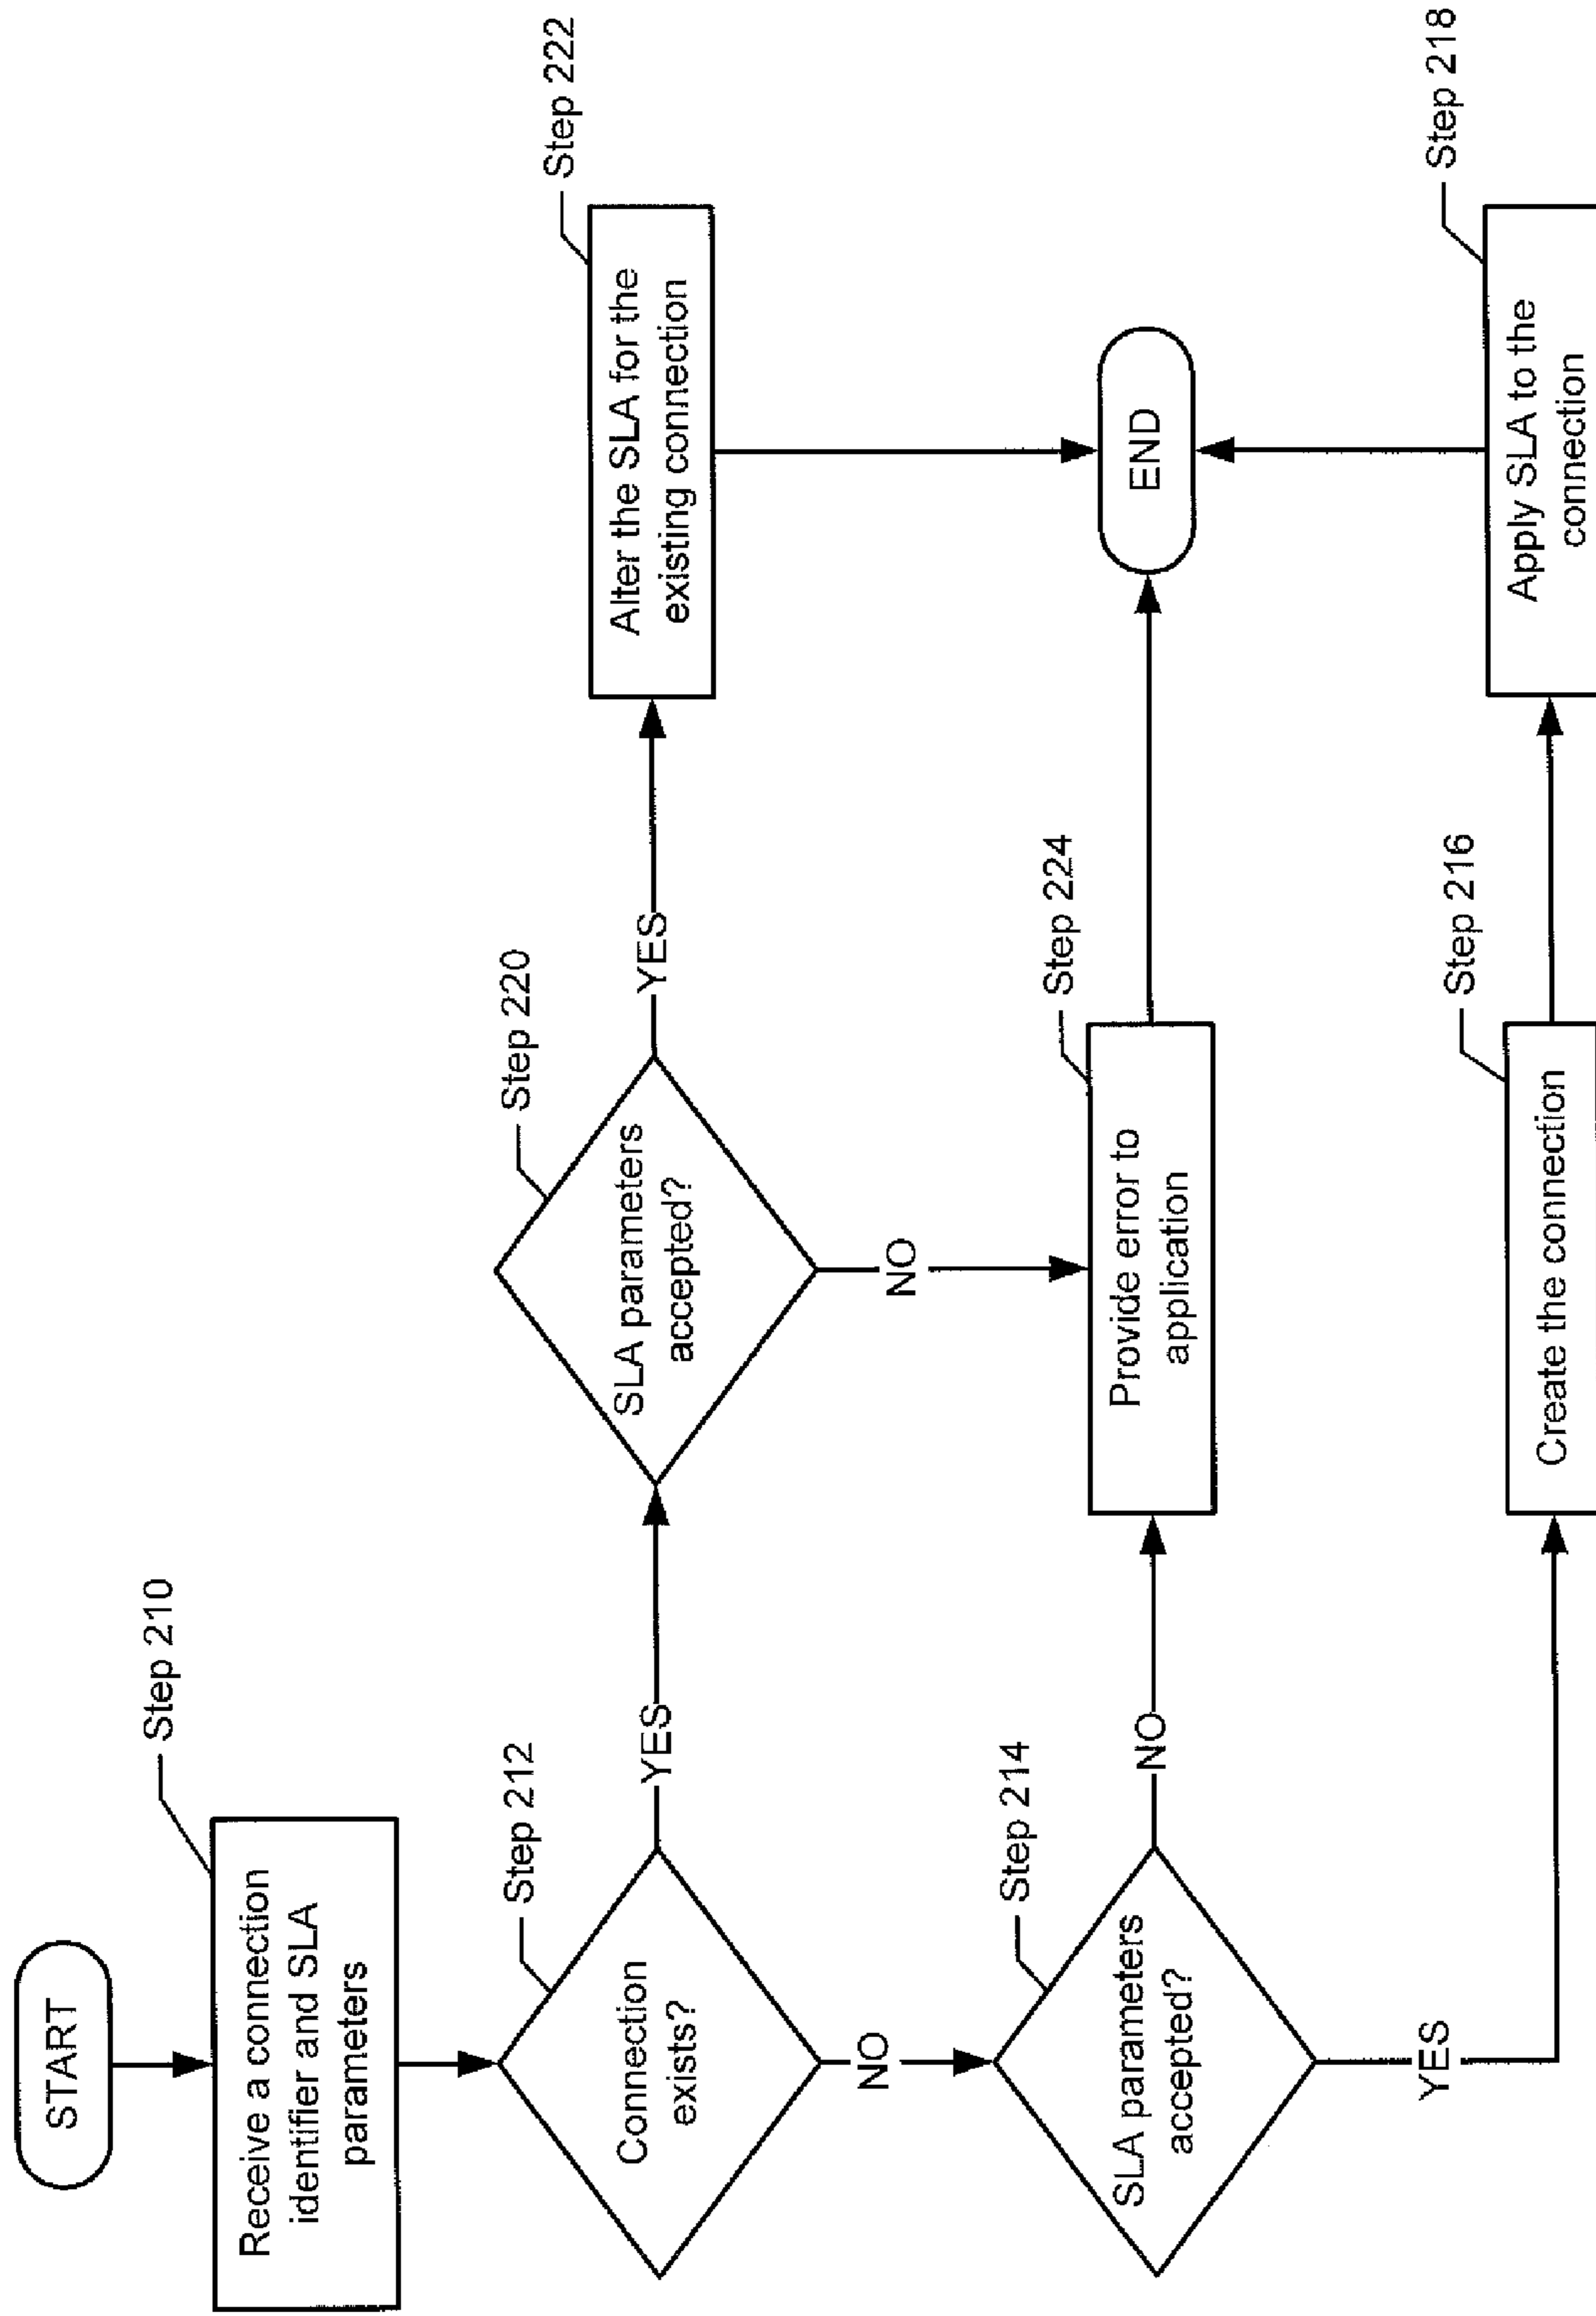 START
Step 210
Receive a connection
identifier and SLA
parameters
Step 212
Connection
exists?
YES
Step 220
SLA parameters
accepted?
YES
Step 222
Alter the SLA for the
existing connection
NO
NO
Step 214
SLA parameters
accepted?
NO
Step 224
Provide error to
application
END
YES
Step 216
Create the connection
Step 218
Apply SLA to the
connection